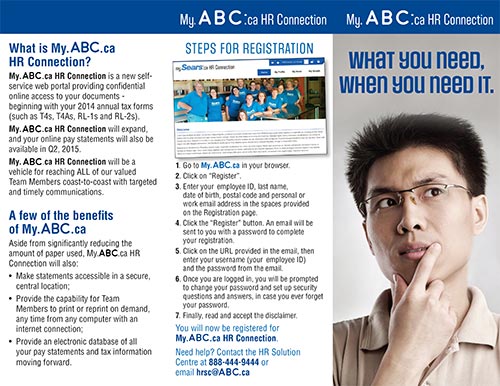 My.ABC.ca HR Connection
What is My.ABC.ca
HR Connection?
My.ABC.ca HR Connection is a new self-
service web portal providing confidential
online access to your documents -
beginning with your 2014 annual tax forms
(such as T4s, T4As, RL-1s and RL-2s).
My.ABC.ca HR Connection will expand,
and your online pay statements will also be
available in Q2, 2015.
My.ABC.ca HR Connection will be a
vehicle for reaching ALL of our valued
Team Members coast-to-coast with targeted
and timely communications.
A few of the benefits
of My.ABC.ca
Aside from significantly reducing the
amount of paper used, My.ABC.ca HR
Connection will also:
• Make statements accessible in a secure,
central location;
• Provide the capability for Team
Members to print or reprint on demand,
any time from any computer with an
internet connection;
• Provide an electronic database of all
your pay statements and tax information
moving forward.
STEPS FOR REGISTRATION
my.Sears.ca HR Connection
1. Go to My.ABC.ca in your browser.
2. Click on "Register".
3. Enter your employee ID, last name,
date of birth, postal code and personal or
work email address in the spaces provided
on the Registration page.
4. Click the "Register" button. An email will be
sent to you with a password to complete
your registration.
5. Click on the URL provided in the email, then
enter your username (your employee ID)
and the password from the email.
6. Once you are logged in, you will be prompted
to change your password and set up security
questions and answers, in case you ever forget
your password.
7. Finally, read and accept the disclaimer.
You will now be registered for
My.ABC.ca HR Connection.
Need help? Contact the HR Solution
Centre at 888-444-9444 or
email hrsc@ABC.ca
My.ABC.ca HR Connection
WHAT YOU NEED,
WHEN YOU NEED IT.